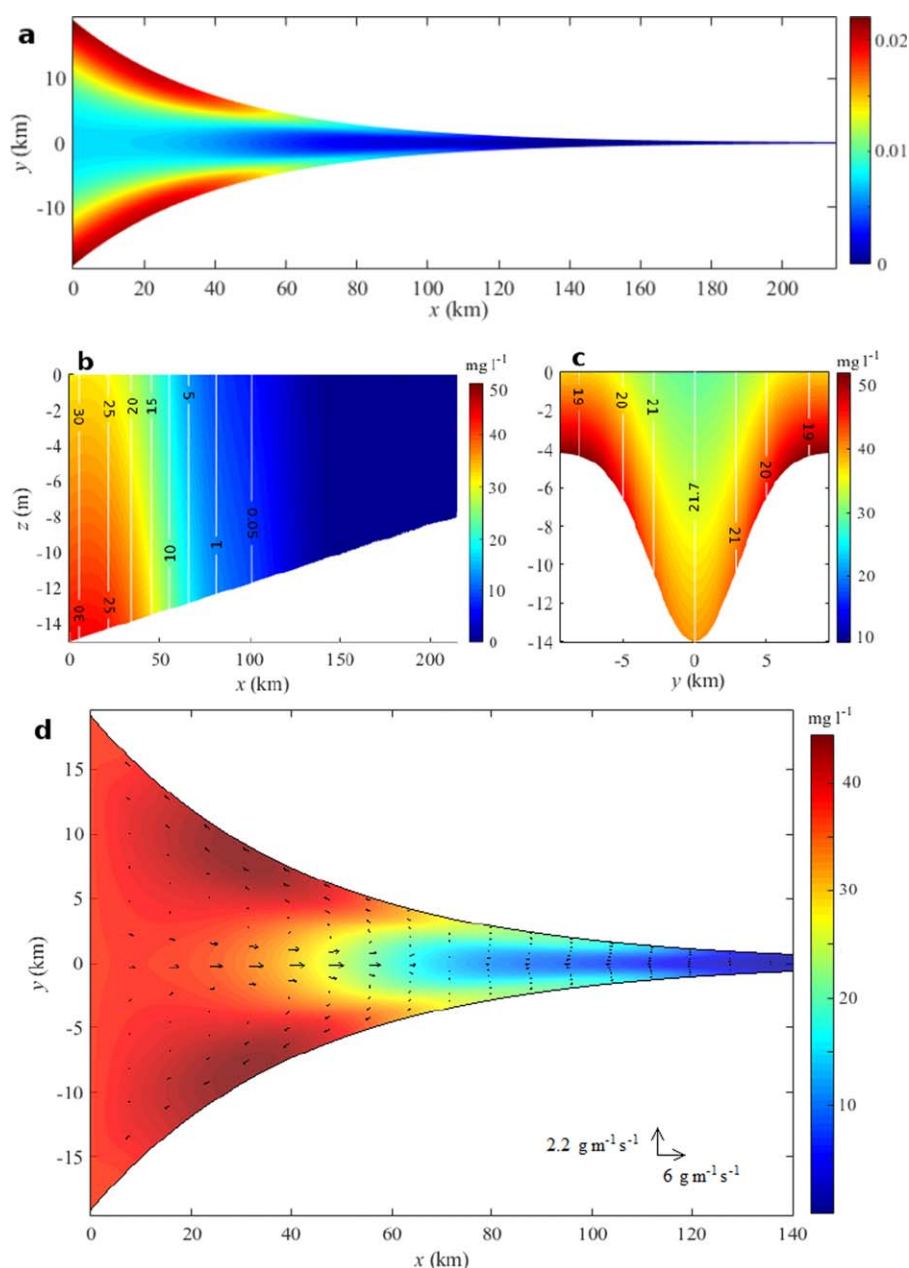 a
10
0
-10
y (km)
0 20 40 60 80 100 120 140 160 180 200
x (km)
0.02
0.01
0
b
mg l⁻¹
0
-2
-4
-6
-8
-10
-12
-14
z (m)
30 25 20 15 5
10 1 0.05
30 25
0 50 100 150 200
x (km)
50
40
30
20
10
0
c
mg l⁻¹
0
-2
-4
-6
-8
-10
-12
-14
19 20 21 21.7 21 20 19
-5 0 5
y (km)
50
40
30
20
10
d
mg l⁻¹
15
10
5
0
-5
-10
-15
y (km)
2.2 g m⁻¹ s⁻¹
6 g m⁻¹ s⁻¹
0 20 40 60 80 100 120 140
x (km)
40
30
20
10